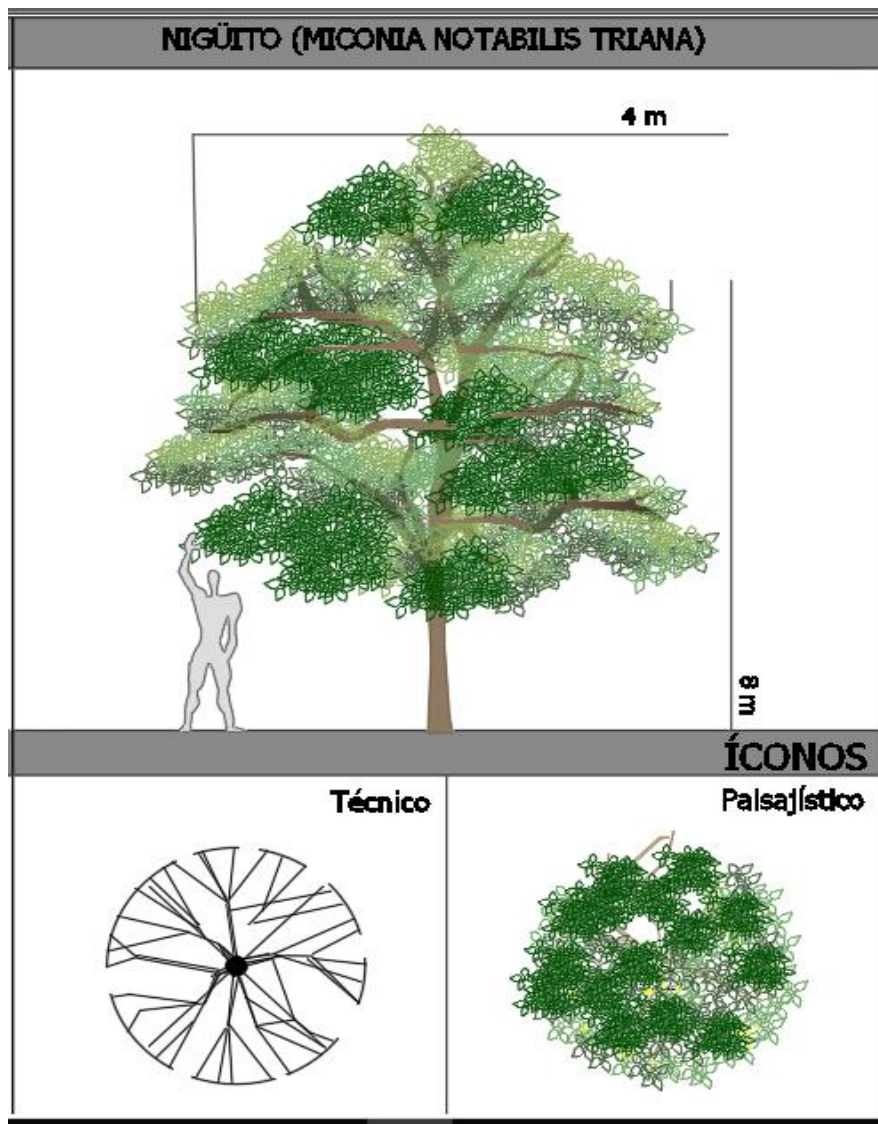 NIGÜITO (MICONIA NOTABILIS TRIANA)
4 m
8 m
ÍCONOS
Técnico
Paisajístico